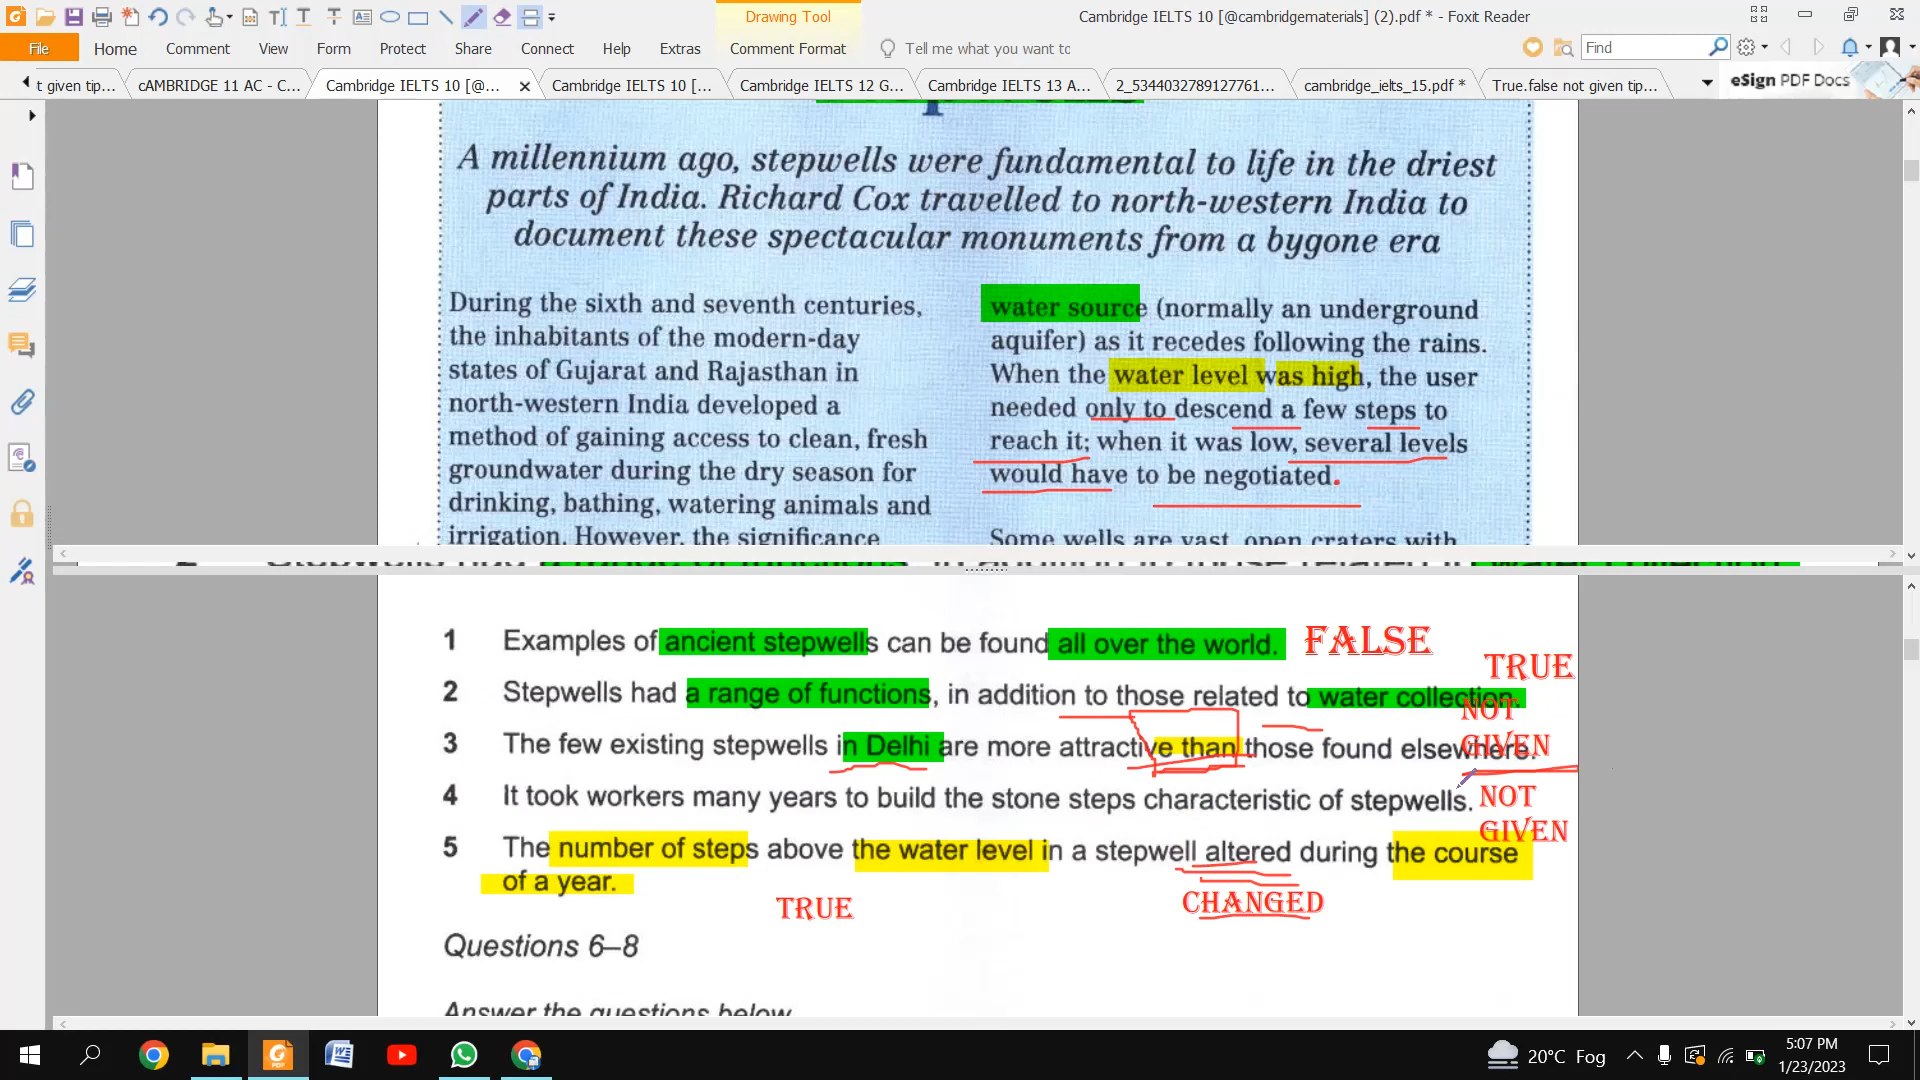 Drawing Tool
Cambridge IELTS 10 [@cambridgematerials] (2).pdf * - Foxit Reader
File Home Comment View Form Protect Share Connect Help Extras Comment Format Tell me what you want to Find
t given tip... cAMBRIDGE 11 AC - C... Cambridge IELTS 10 [@... Cambridge IELTS 10 [... Cambridge IELTS 12 G... Cambridge IELTS 13 A... 2_5344032789127761... cambridge_ielts_15.pdf * True.false not given tip... eSign PDF Docs
A millennium ago, stepwells were fundamental to life in the driest
parts of India. Richard Cox travelled to north-western India to
document these spectacular monuments from a bygone era
During the sixth and seventh centuries,
the inhabitants of the modern-day
states of Gujarat and Rajasthan in
north-western India developed a
method of gaining access to clean, fresh
groundwater during the dry season for
drinking, bathing, watering animals and
irrigation. However, the significance
water source (normally an underground
aquifer) as it recedes following the rains.
When the water level was high, the user
needed only to descend a few steps to
reach it; when it was low, several levels
would have to be negotiated.
Some wells are vast, open craters with
1 Examples of ancient stepwells can be found all over the world. FALSE
TRUE
2 Stepwells had a range of functions, in addition to those related to water collection.
NOT
GIVEN
3 The few existing stepwells in Delhi are more attractive than those found elsewhere.
4 It took workers many years to build the stone steps characteristic of stepwells.
NOT
GIVEN
5 The number of steps above the water level in a stepwell altered during the course
of a year.
TRUE
CHANGED
Questions 6–8
Answer the questions below.
20°C Fog
5:07 PM
1/23/2023